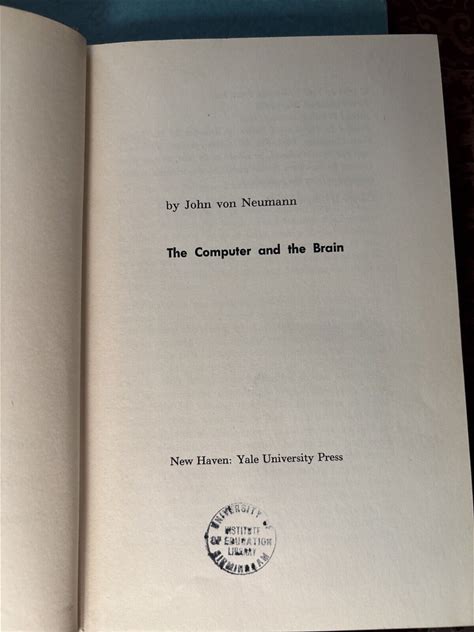 by John von Neumann
The Computer and the Brain
New Haven: Yale University Press
UNIVERSITY OF
INSTITUTE
OF EDUCATION
LIBRARY
BIRMINGHAM